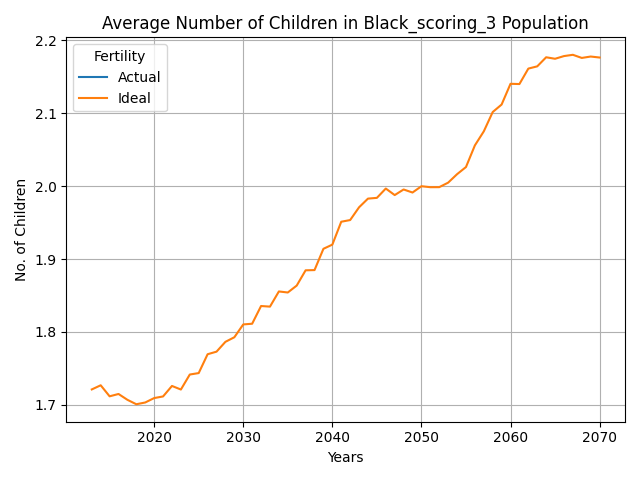 Average Number of Children in Black_scoring_3 Population
Fertility
Actual
Ideal
No. of Children
2.2
2.1
2.0
1.9
1.8
1.7
2020 2030 2040 2050 2060 2070
Years